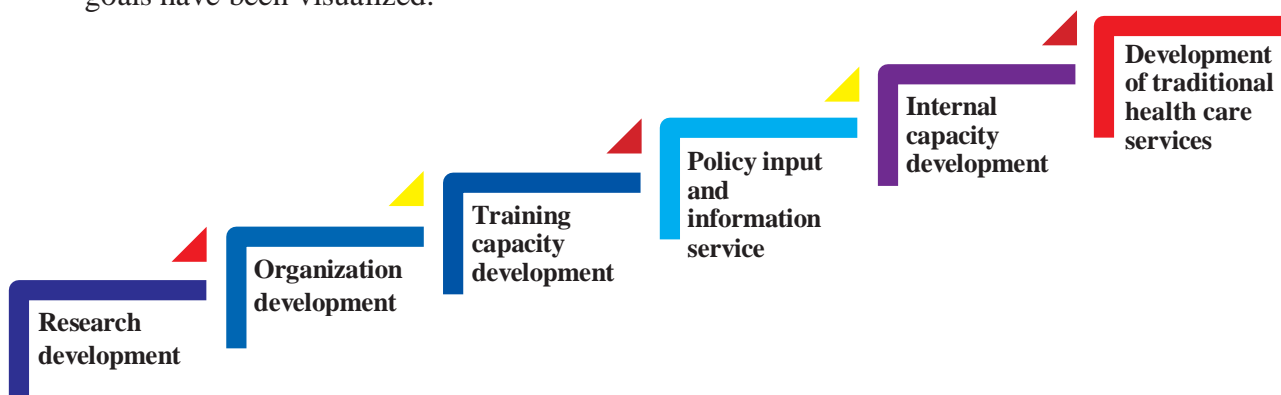 goals have been visualized:
Research
development
Organization
development
Training
capacity
development
Policy input
and
information
service
Internal
capacity
development
Development
of traditional
health care
services